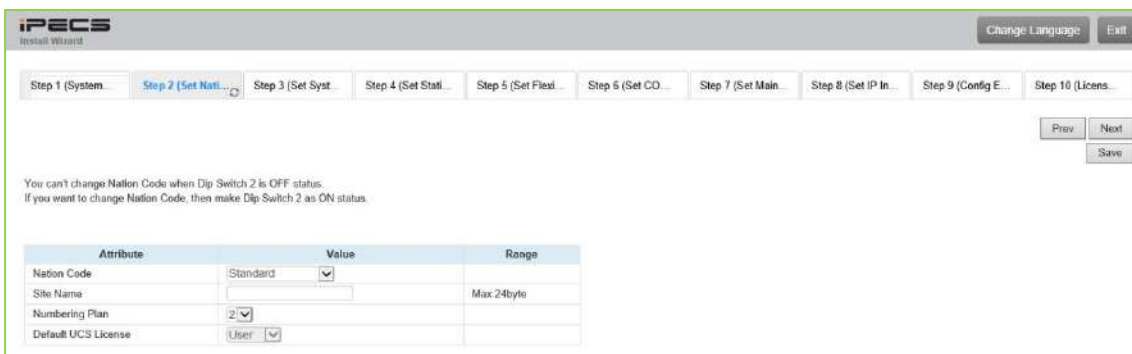 iPECS
Install Wizard
Change Language Exit
Step 1 (System... Step 2 (Set Nati... Step 3 (Set Syst... Step 4 (Set Stati... Step 5 (Set Flexi... Step 6 (Set CO... Step 7 (Set Main... Step 8 (Set IP In... Step 9 (Config E... Step 10 (Licens...
Prev Next
Save
You can't change Nation Code when Dip Switch 2 is OFF status.
If you want to change Nation Code, then make Dip Switch 2 as ON status.
Attribute Value Range
Nation Code Standard
Site Name Max 24byte
Numbering Plan 2
Default UCS License User